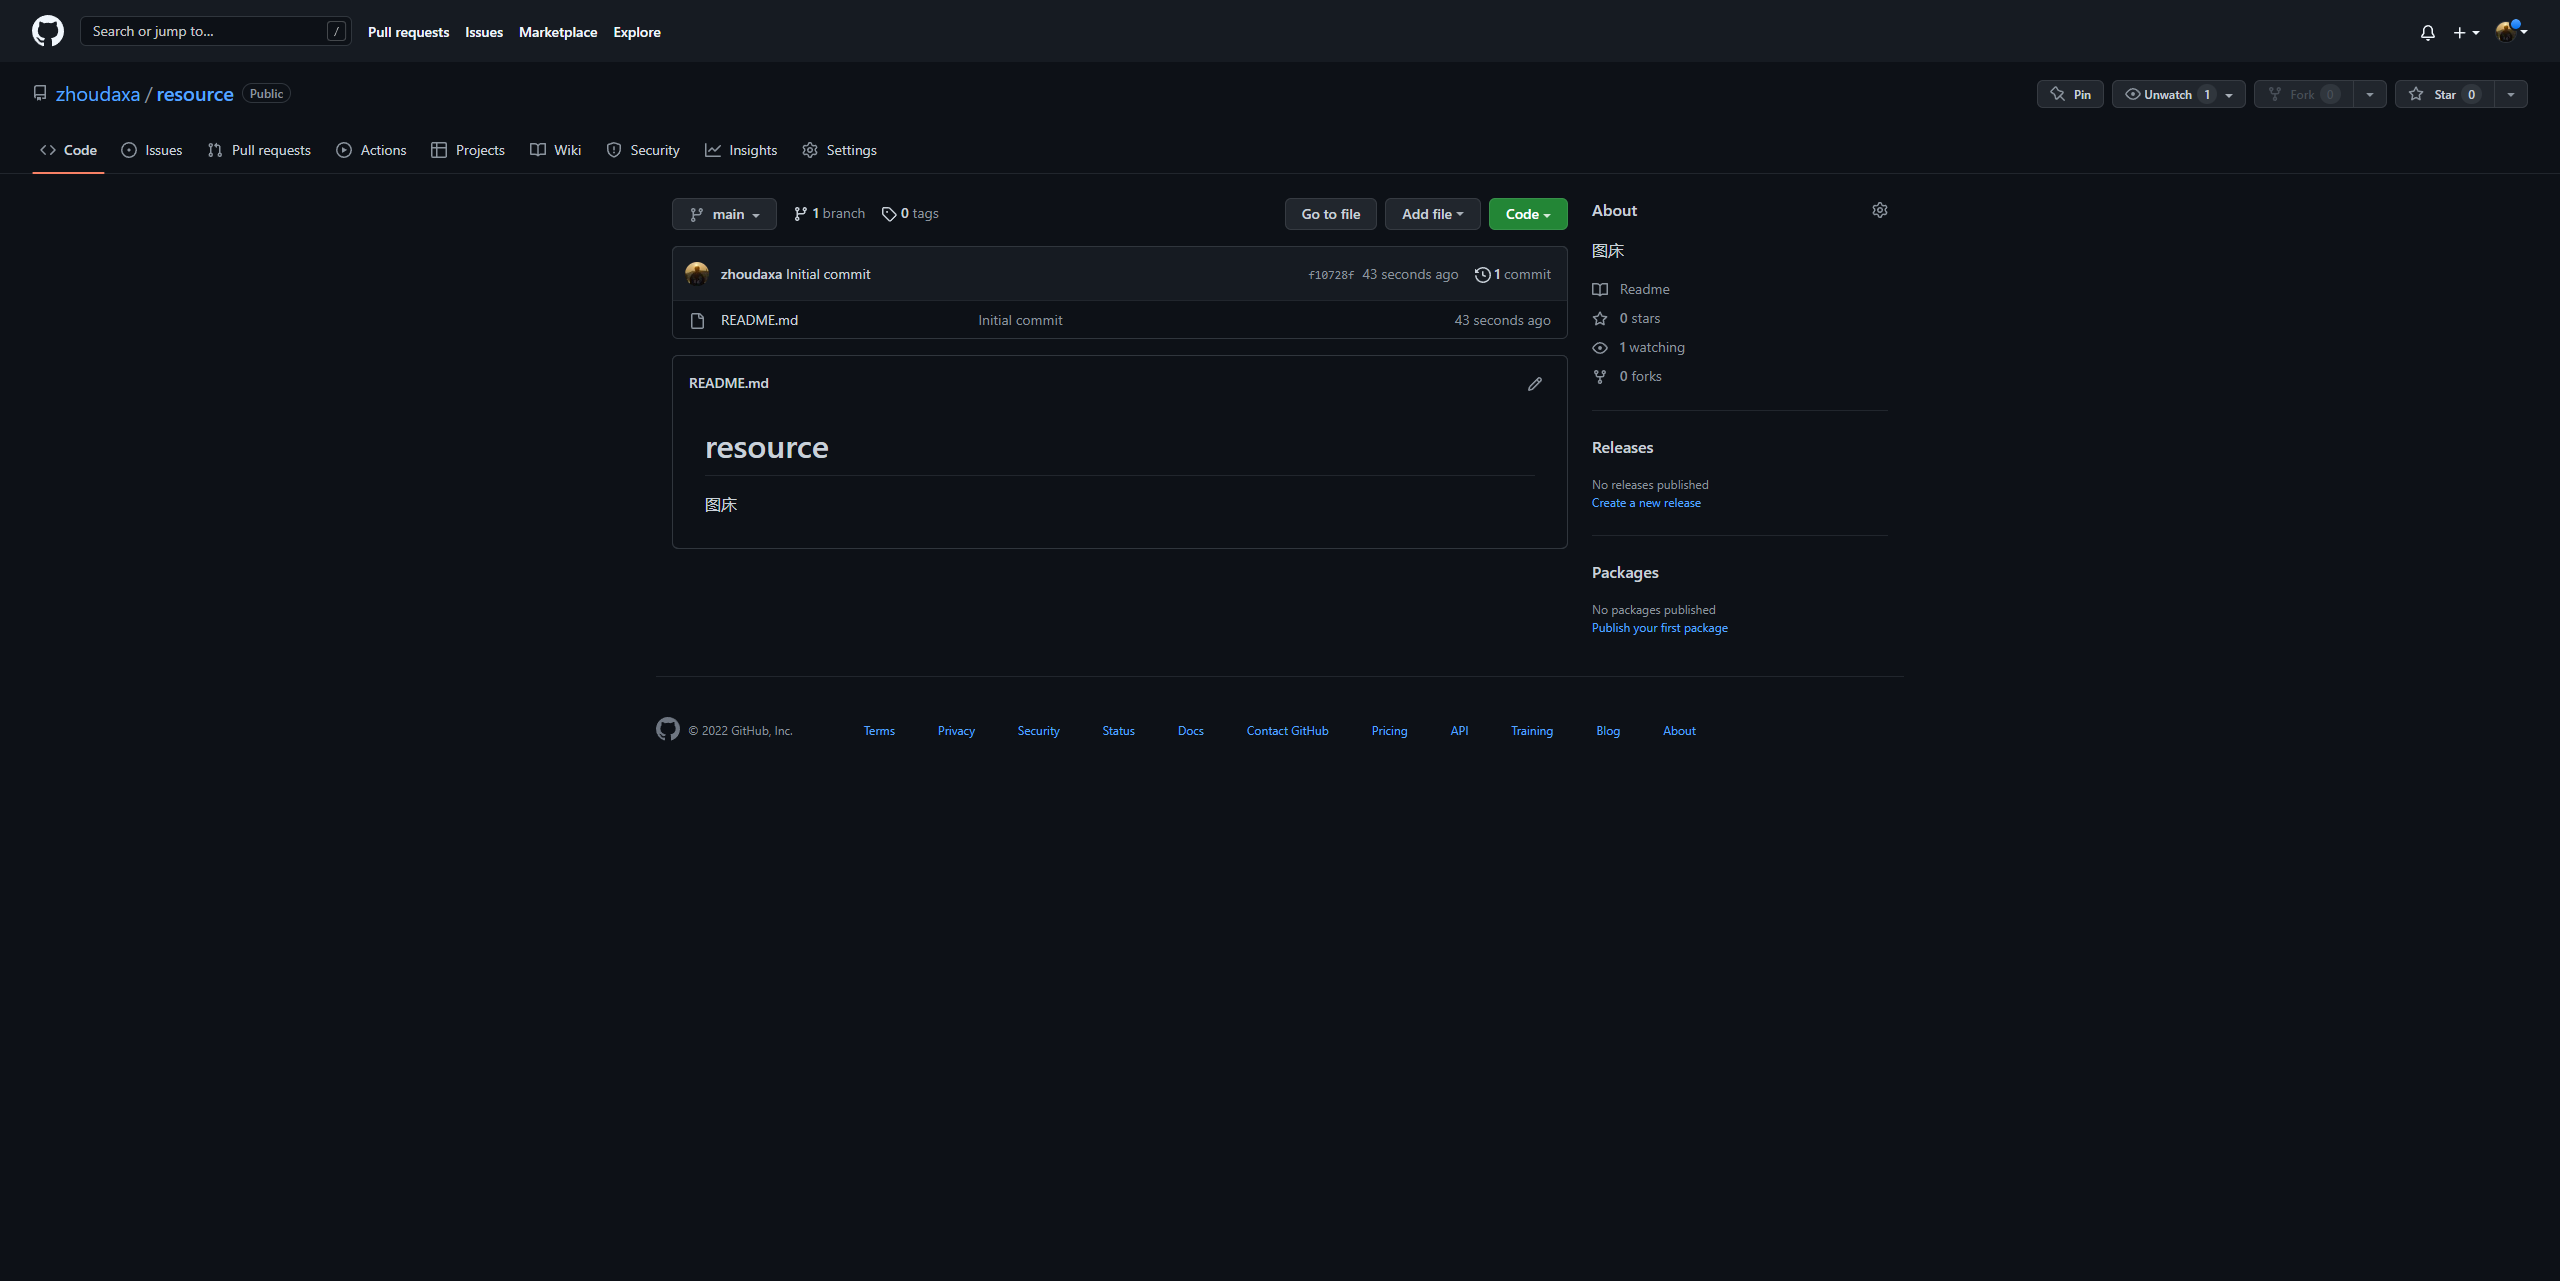 Search or jump to... /
Pull requests Issues Marketplace Explore
zhoudaxa / resource Public
Pin Unwatch 1 Fork 0 Star 0
Code Issues Pull requests Actions Projects Wiki Security Insights Settings
main 1 branch 0 tags Go to file Add file Code
zhoudaxa Initial commit f10728f 43 seconds ago 1 commit
README.md Initial commit 43 seconds ago
README.md
resource
图床
About
图床
Readme
0 stars
1 watching
0 forks
Releases
No releases published
Create a new release
Packages
No packages published
Publish your first package
© 2022 GitHub, Inc. Terms Privacy Security Status Docs Contact GitHub Pricing API Training Blog About